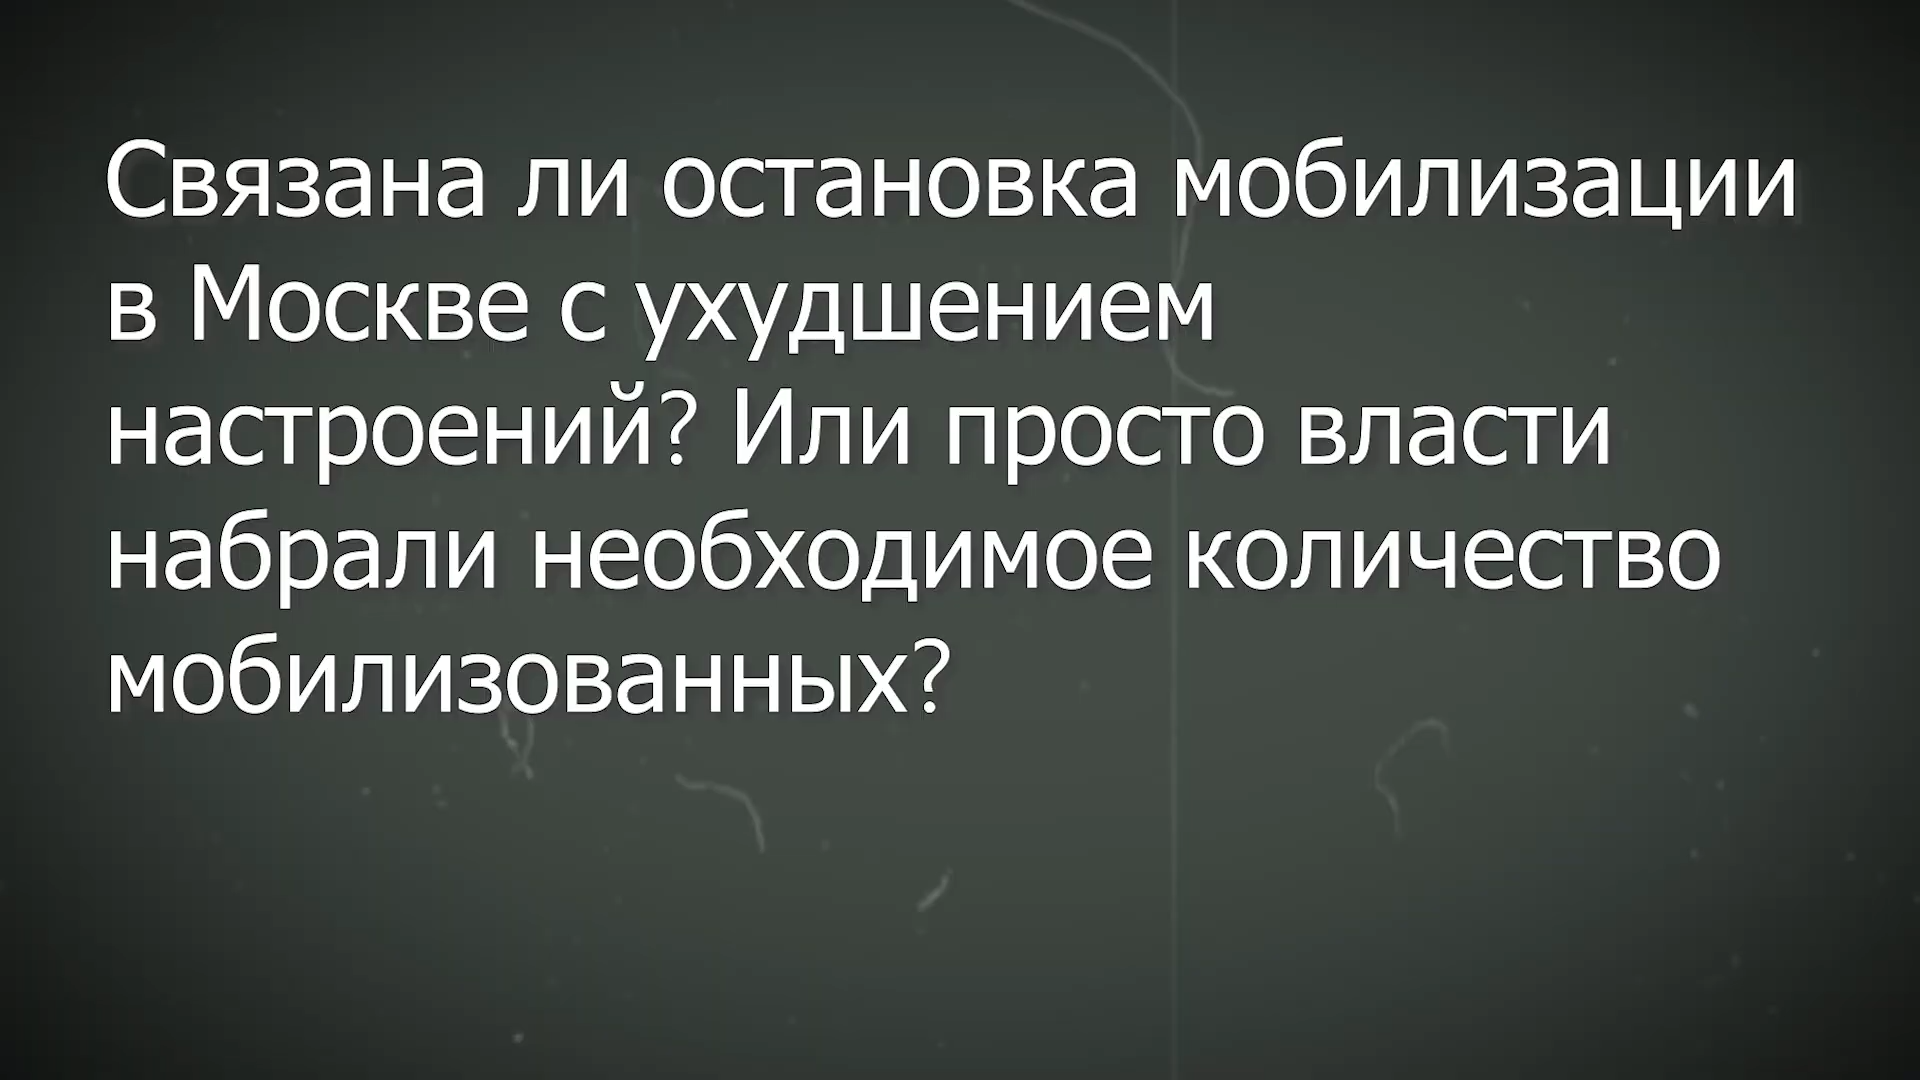 Связана ли остановка мобилизации
в Москве с ухудшением
настроений? Или просто власти
набрали необходимое количество
мобилизованных?